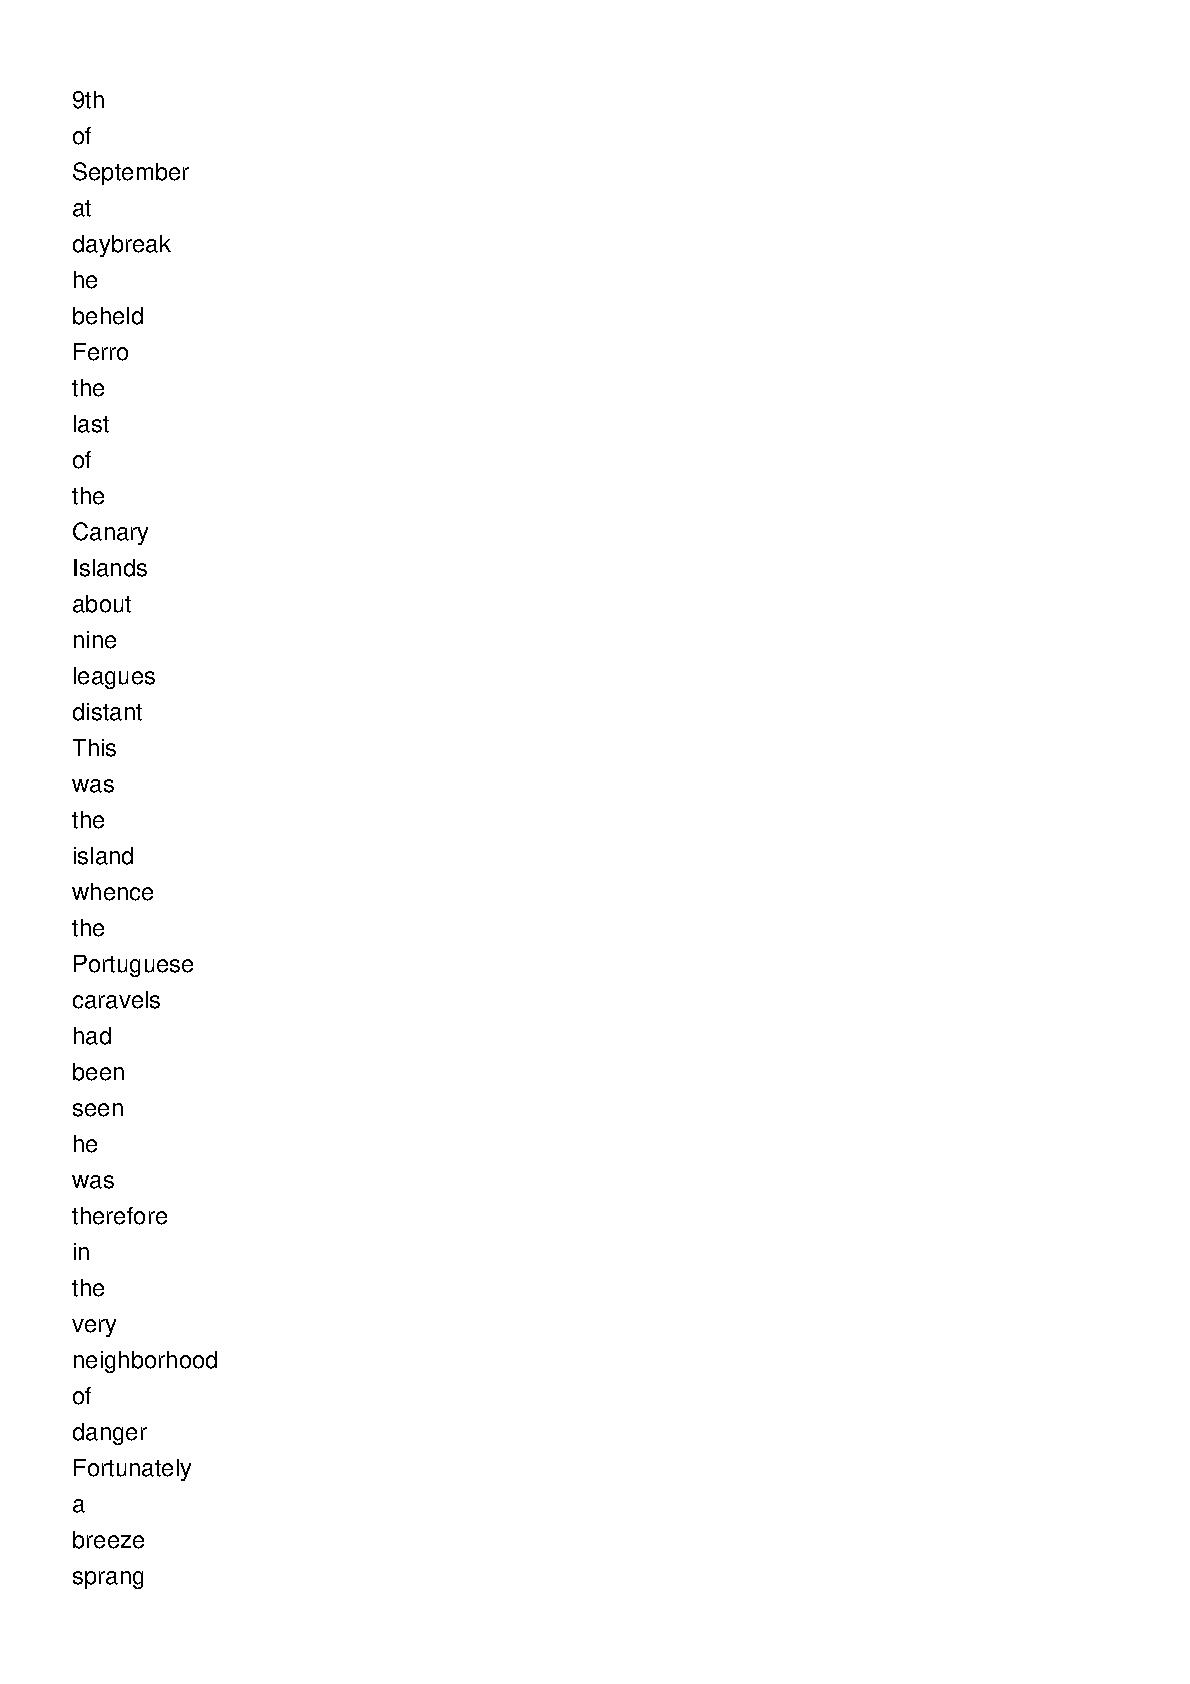 9th
of
September
at
daybreak
he
beheld
Ferro
the
last
of
the
Canary
Islands
about
nine
leagues
distant
This
was
the
island
whence
the
Portuguese
caravels
had
been
seen
he
was
therefore
in
the
very
neighborhood
of
danger
Fortunately
a
breeze
sprang